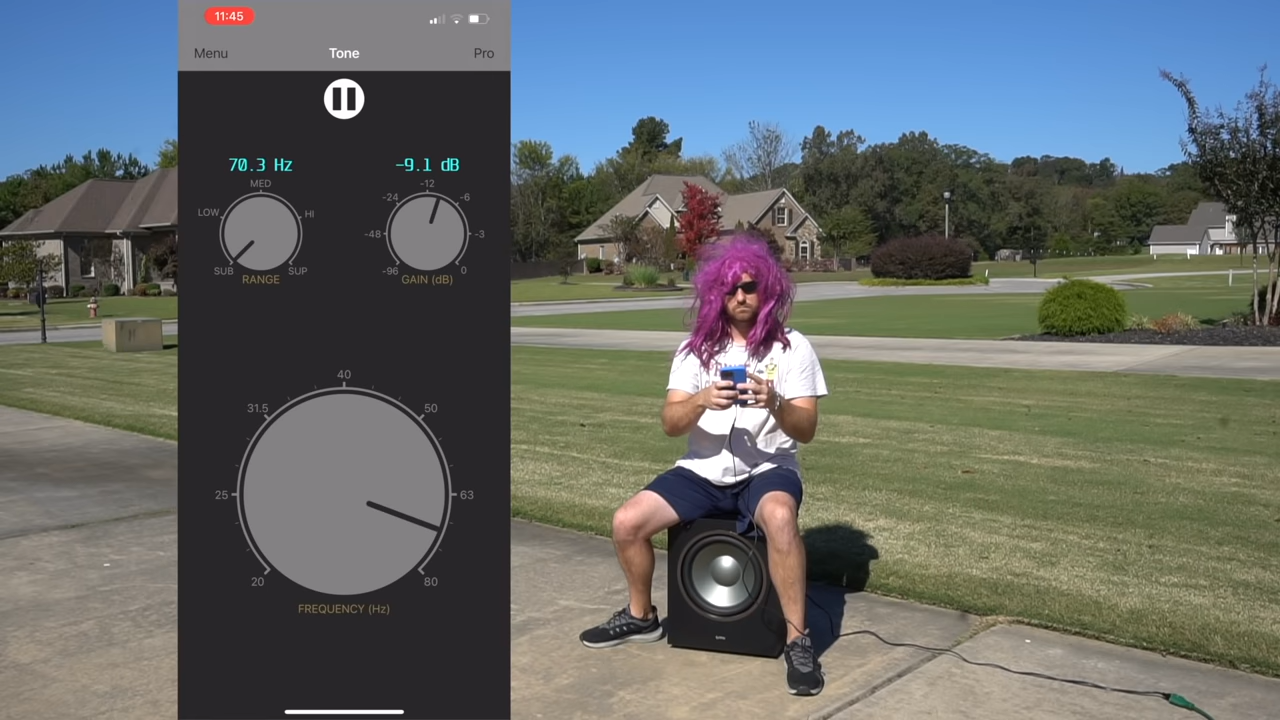 11:45
Menu Tone Pro
70.3 Hz -9.1 dB
MED -12
-24 -6
LOW HI -48 -3
SUB SUP -96 0
RANGE GAIN (dB)
40
31.5 50
25 63
20 80
FREQUENCY (Hz)